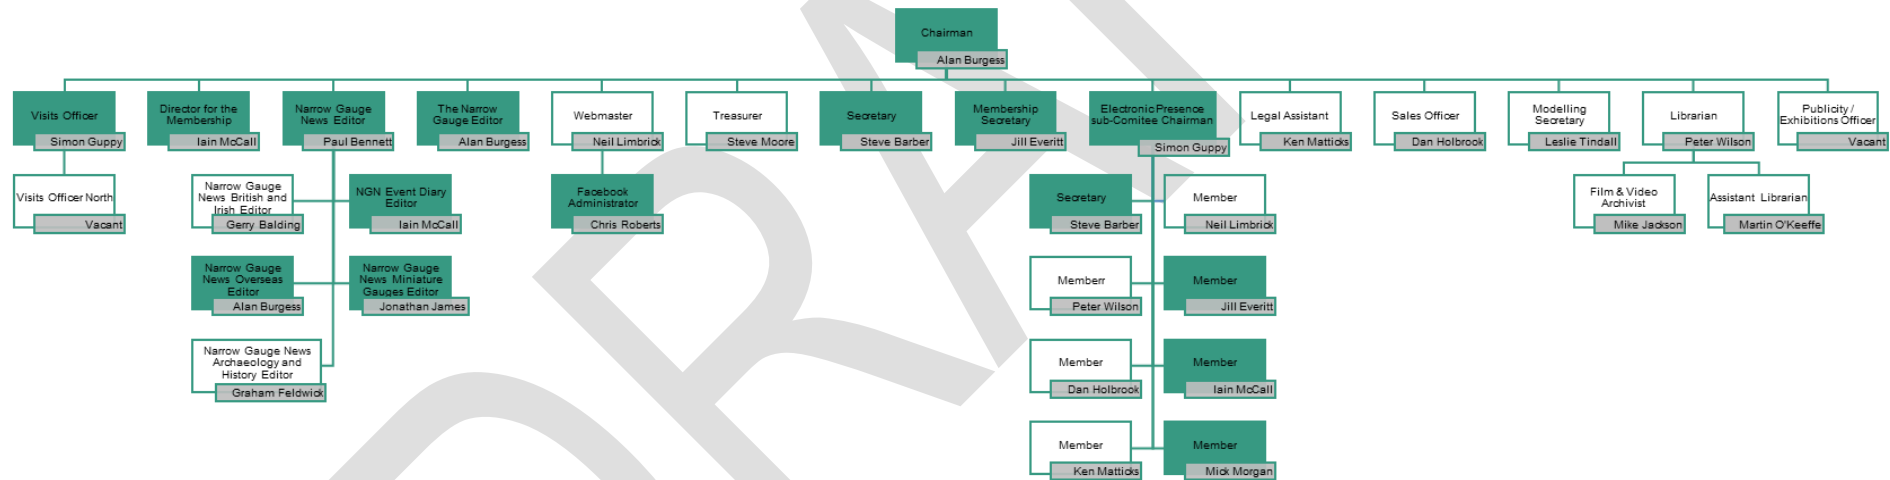 Chairman
Alan Burgess
Visits Officer
Simon Guppy
Director for the
Membership
Iain McCall
Narrow Gauge
News Editor
Paul Bennett
The Narrow
Gauge Editor
Alan Burgess
Webmaster
Neil Limbrick
Treasurer
Steve Moore
Secretary
Steve Barber
Membership
Secretary
Jill Everitt
Electronic Presence
sub-Comitee Chairman
Simon Guppy
Legal Assistant
Ken Matticks
Sales Officer
Dan Holbrook
Modelling
Secretary
Leslie Tindall
Librarian
Peter Wilson
Publicity /
Exhibitions Officer
Vacant
Visits Officer North
Vacant
Narrow Gauge
News British and
Irish Editor
Gerry Balding
NGN Event Diary
Editor
Iain McCall
Narrow Gauge
News Overseas
Editor
Alan Burgess
Narrow Gauge
News Miniature
Gauges Editor
Jonathan James
Narrow Gauge News
Archaeology and
History Editor
Graham Feldwick
Facebook
Administrator
Chris Roberts
Secretary
Steve Barber
Member
Neil Limbrick
Memberr
Peter Wilson
Member
Jill Everitt
Member
Dan Holbrook
Member
Iain McCall
Member
Ken Matticks
Member
Mick Morgan
Film & Video
Archivist
Mike Jackson
Assistant Librarian
Martin O'Keeffe